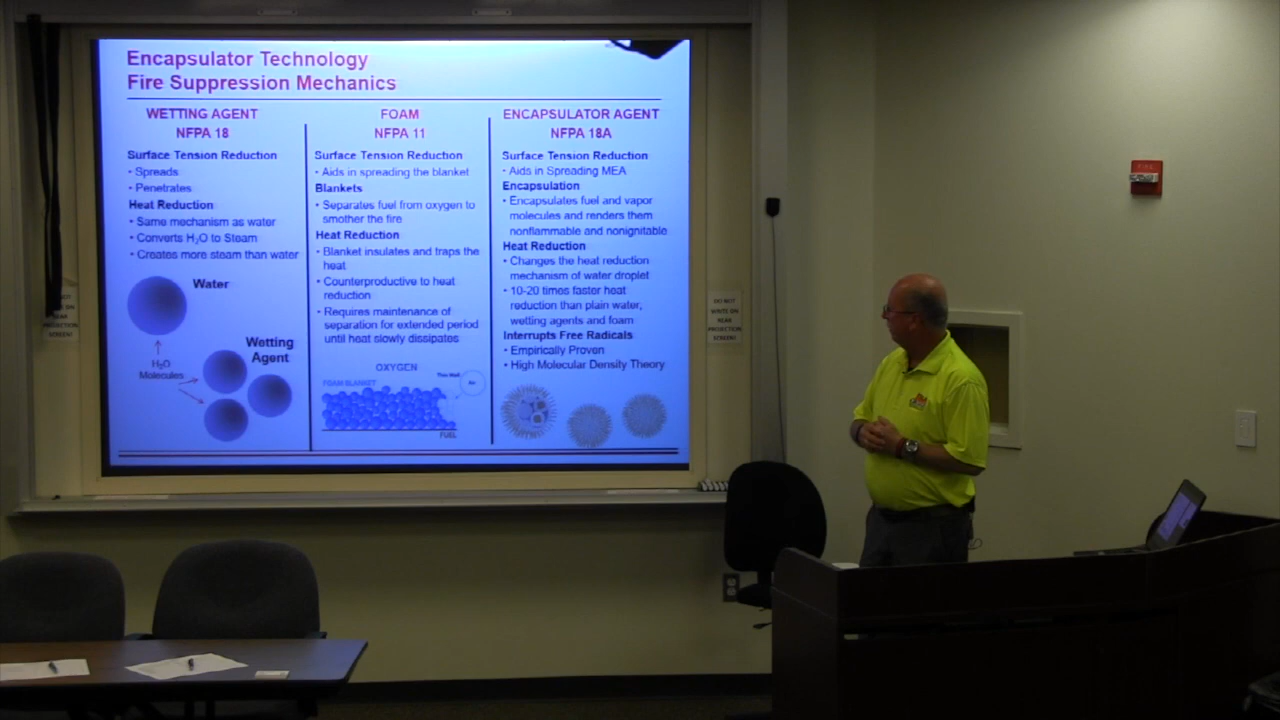 Encapsulator Technology
Fire Suppression Mechanics
WETTING AGENT
NFPA 18
Surface Tension Reduction
• Spreads
• Penetrates
Heat Reduction
• Same mechanism as water
• Converts H₂O to Steam
• Creates more steam than water
Water
H₂O
Molecules
Wetting
Agent
FOAM
NFPA 11
Surface Tension Reduction
• Aids in spreading the blanket
Blankets
• Separates fuel from oxygen to
smother the fire
Heat Reduction
• Blanket insulates and traps the
heat
• Counterproductive to heat
reduction
• Requires maintenance of
separation for extended period
until heat slowly dissipates
OXYGEN
FOAM BLANKET
Thin Wall
Air
FUEL
ENCAPSULATOR AGENT
NFPA 18A
Surface Tension Reduction
• Aids in Spreading MEA
Encapsulation
• Encapsulates fuel and vapor
molecules and renders them
nonflammable and nonignitable
Heat Reduction
• Changes the heat reduction
mechanism of water droplet
• 10-20 times faster heat
reduction than plain water,
wetting agents and foam
Interrupts Free Radicals
• Empirically Proven
• High Molecular Density Theory
DO NOT
WRITE ON
REAR
PROJECTION
SCREEN!
FIRE